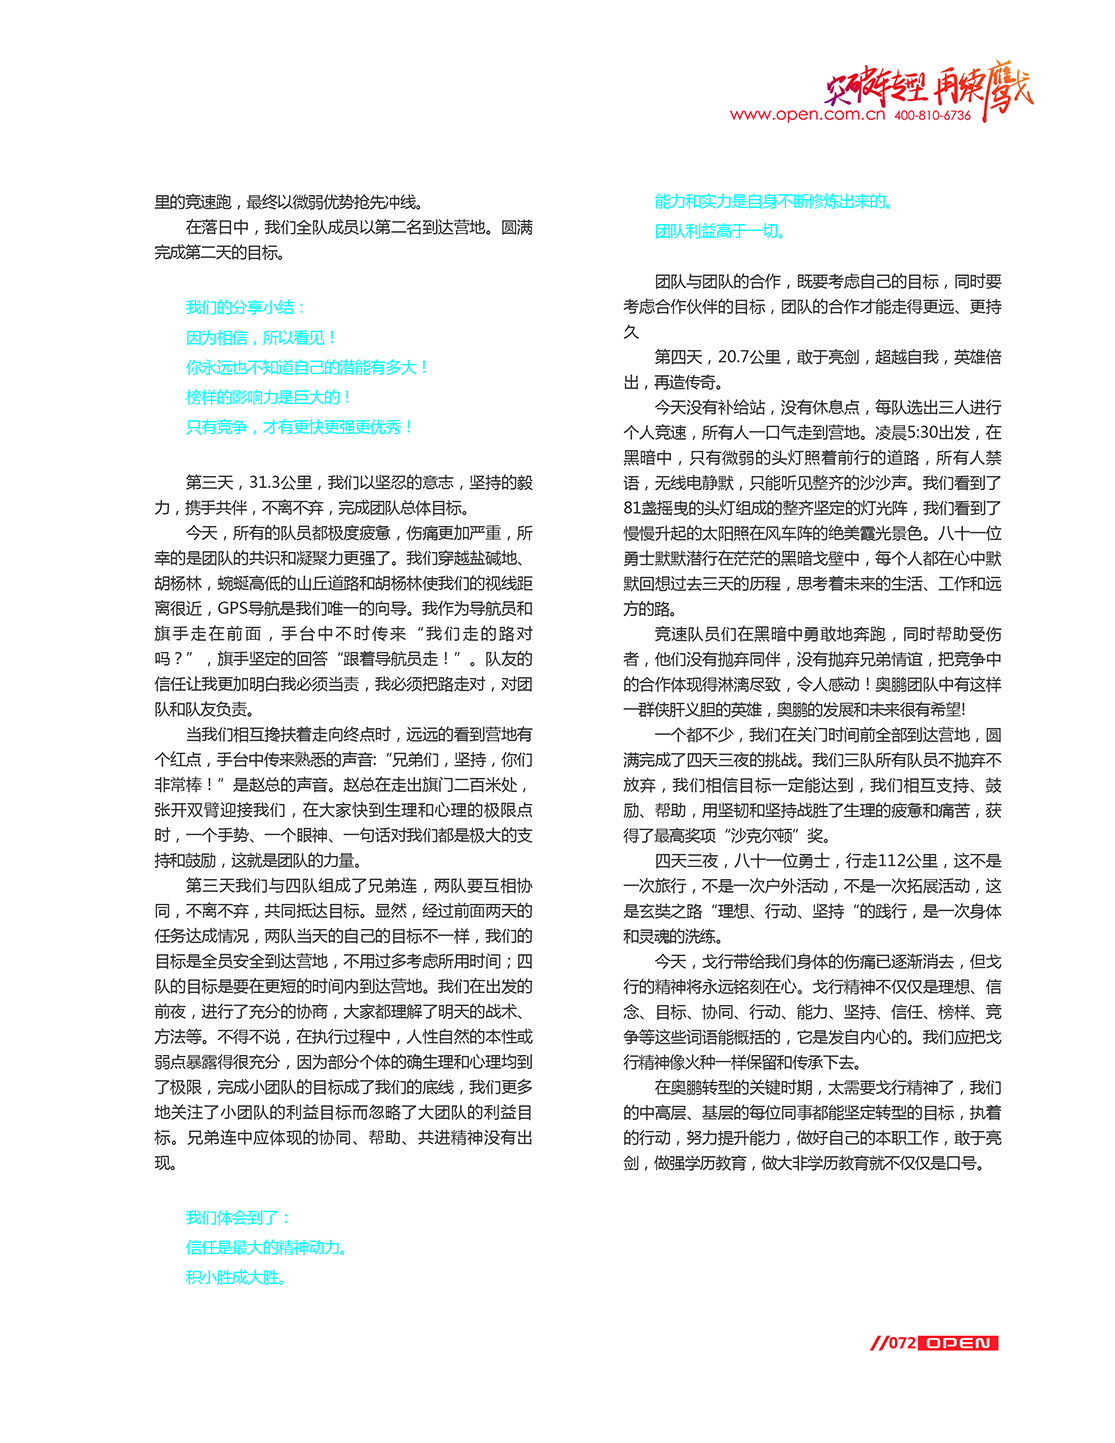 突破转型 再续鹰戈
www.open.com.cn 400-810-6736
里的竞速跑，最终以微弱优势抢先冲线。
在落日中，我们全队成员以第二名到达营地。圆满
完成第二天的目标。
我们的分享小结：
因为相信，所以看见！
你永远也不知道自己的潜能有多大！
榜样的影响力是巨大的！
只有竞争，才有更快更强更优秀！
第三天，31.3公里，我们以坚忍的意志，坚持的毅
力，携手共伴，不离不弃，完成团队总体目标。
今天，所有的队员都极度疲惫，伤痛更加严重，所
幸的是团队的共识和凝聚力更强了。我们穿越盐碱地、
胡杨林，蜿蜒高低的山丘道路和胡杨林使我们的视线距
离很近，GPS导航是我们唯一的向导。我作为导航员和
旗手走在前面，手台中不时传来“我们走的路对
吗？”，旗手坚定的回答“跟着导航员走！”。队友的
信任让我更加明白我必须当责，我必须把路走对，对团
队和队友负责。
当我们相互搀扶着走向终点时，远远的看到营地有
个红点，手台中传来熟悉的声音:“兄弟们，坚持，你们
非常棒！”是赵总的声音。赵总在走出旗门二百米处，
张开双臂迎接我们，在大家快到生理和心理的极限点
时，一个手势、一个眼神、一句话对我们都是极大的支
持和鼓励，这就是团队的力量。
第三天我们与四队组成了兄弟连，两队要互相协
同，不离不弃，共同抵达目标。显然，经过前面两天的
任务达成情况，两队当天的自己的目标不一样，我们的
目标是全员安全到达营地，不用过多考虑所用时间；四
队的目标是要在更短的时间内到达营地。我们在出发的
前夜，进行了充分的协商，大家都理解了明天的战术、
方法等。不得不说，在执行过程中，人性自然的本性或
弱点暴露得很充分，因为部分个体的确生理和心理均到
了极限，完成小团队的目标成了我们的底线，我们更多
地关注了小团队的利益目标而忽略了大团队的利益目
标。兄弟连中应体现的协同、帮助、共进精神没有出
现。
我们体会到了：
信任是最大的精神动力。
积小胜成大胜。
能力和实力是自身不断修炼出来的。
团队利益高于一切。
团队与团队的合作，既要考虑自己的目标，同时要
考虑合作伙伴的目标，团队的合作才能走得更远、更持
久
第四天，20.7公里，敢于亮剑，超越自我，英雄倍
出，再造传奇。
今天没有补给站，没有休息点，每队选出三人进行
个人竞速，所有人一口气走到营地。凌晨5:30出发，在
黑暗中，只有微弱的头灯照着前行的道路，所有人禁
语，无线电静默，只能听见整齐的沙沙声。我们看到了
81盏摇曳的头灯组成的整齐坚定的灯光阵，我们看到了
慢慢升起的太阳照在风车阵的绝美霞光景色。八十一位
勇士默默潜行在茫茫的黑暗戈壁中，每个人都在心中默
默回想过去三天的历程，思考着未来的生活、工作和远
方的路。
竞速队员们在黑暗中勇敢地奔跑，同时帮助受伤
者，他们没有抛弃同伴，没有抛弃兄弟情谊，把竞争中
的合作体现得淋漓尽致，令人感动！奥鹏团队中有这样
一群侠肝义胆的英雄，奥鹏的发展和未来很有希望!
一个都不少，我们在关门时间前全部到达营地，圆
满完成了四天三夜的挑战。我们三队所有队员不抛弃不
放弃，我们相信目标一定能达到，我们相互支持、鼓
励、帮助，用坚韧和坚持战胜了生理的疲惫和痛苦，获
得了最高奖项“沙克尔顿”奖。
四天三夜，八十一位勇士，行走112公里，这不是
一次旅行，不是一次户外活动，不是一次拓展活动，这
是玄奘之路“理想、行动、坚持“的践行，是一次身体
和灵魂的洗练。
今天，戈行带给我们身体的伤痛已逐渐消去，但戈
行的精神将永远铭刻在心。戈行精神不仅仅是理想、信
念、目标、协同、行动、能力、坚持、信任、榜样、竞
争等这些词语能慨括的，它是发自内心的。我们应把戈
行精神像火种一样保留和传承下去。
在奥鹏转型的关键时期，太需要戈行精神了，我们
的中高层、基层的每位同事都能坚定转型的目标，执着
的行动，努力提升能力，做好自己的本职工作，敢于亮
剑，做强学历教育，做大非学历教育就不仅仅是口号。
//072 OPEN